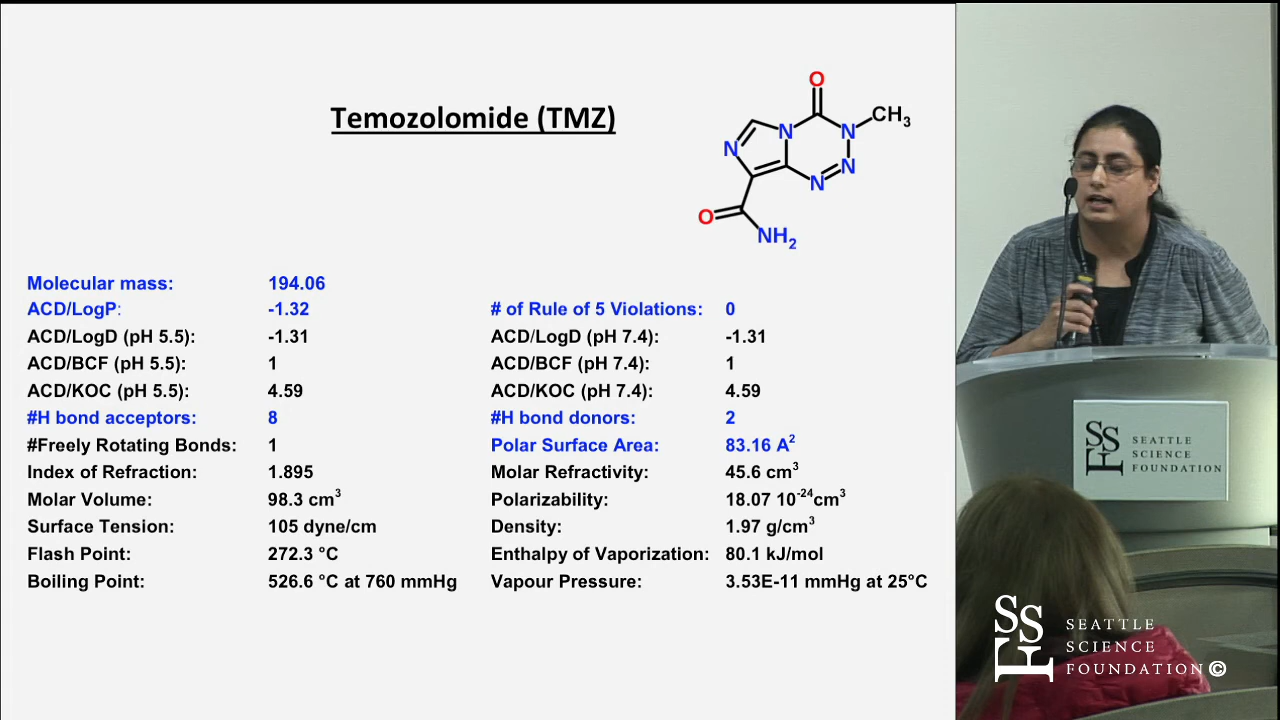 Temozolomide (TMZ)
O
N
N
CH3
N
N
N
O
NH2
Molecular mass: 194.06
ACD/LogP: -1.32 # of Rule of 5 Violations: 0
ACD/LogD (pH 5.5): -1.31 ACD/LogD (pH 7.4): -1.31
ACD/BCF (pH 5.5): 1 ACD/BCF (pH 7.4): 1
ACD/KOC (pH 5.5): 4.59 ACD/KOC (pH 7.4): 4.59
#H bond acceptors: 8 #H bond donors: 2
#Freely Rotating Bonds: 1 Polar Surface Area: 83.16 A2
Index of Refraction: 1.895 Molar Refractivity: 45.6 cm3
Molar Volume: 98.3 cm3 Polarizability: 18.07 10-24cm3
Surface Tension: 105 dyne/cm Density: 1.97 g/cm3
Flash Point: 272.3 °C Enthalpy of Vaporization: 80.1 kJ/mol
Boiling Point: 526.6 °C at 760 mmHg Vapour Pressure: 3.53E-11 mmHg at 25°C
SSF
SEATTLE
SCIENCE
FOUNDATION
SSF
SEATTLE
SCIENCE
FOUNDATION©